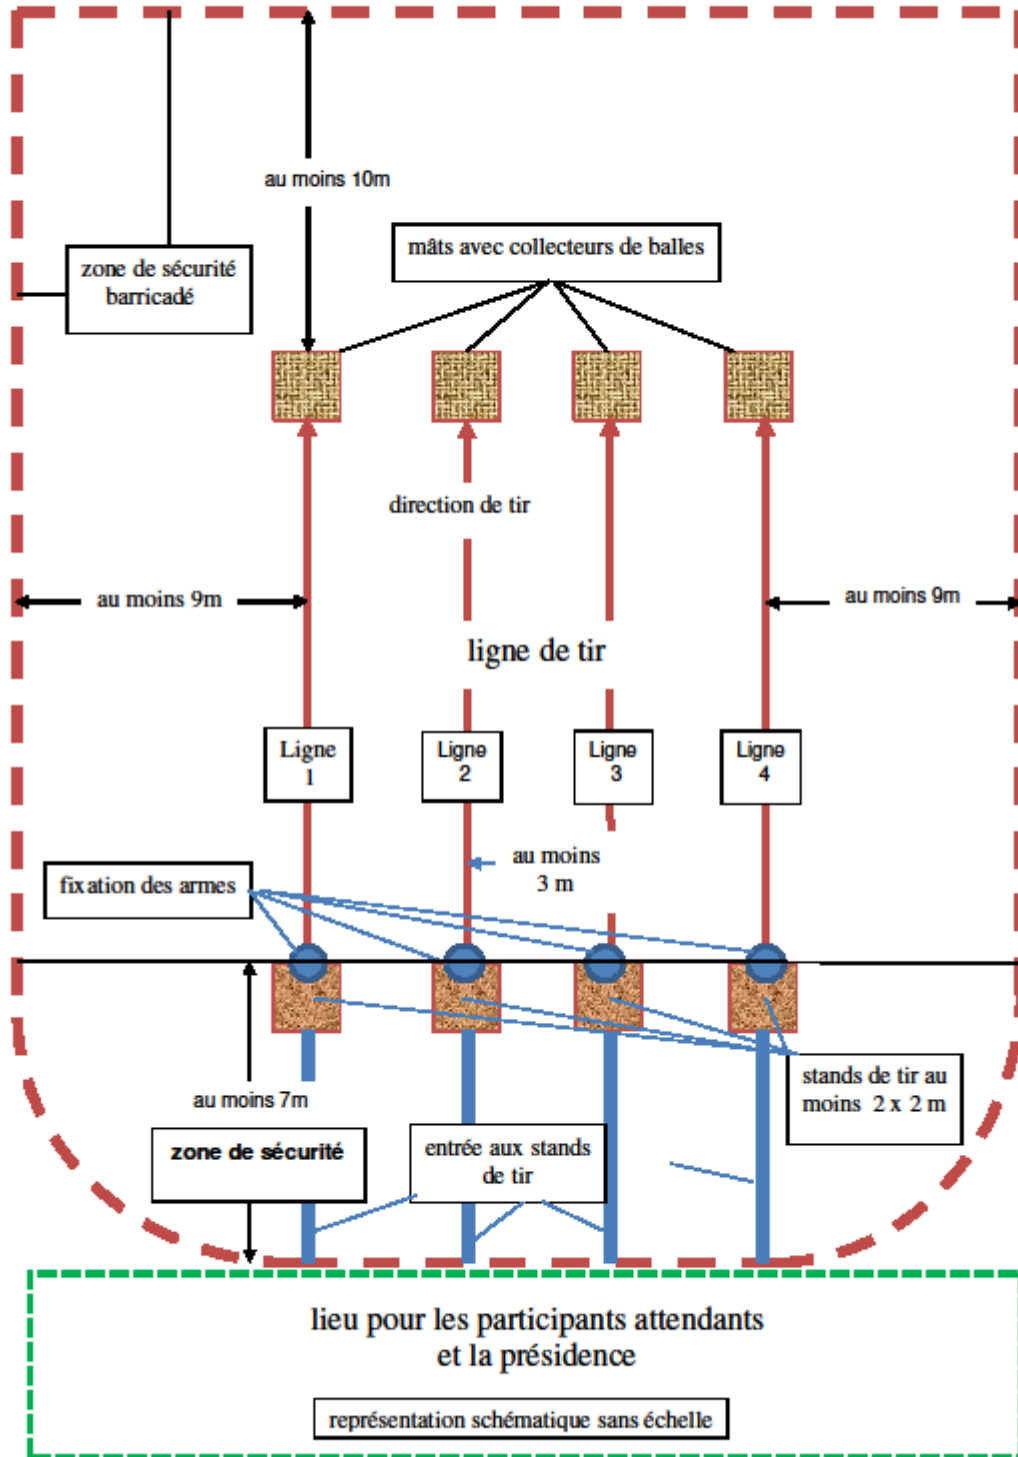 au moins 10m
mâts avec collecteurs de balles
zone de sécurité
barricadé
direction de tir
au moins 9m
au moins 9m
ligne de tir
Ligne
1
Ligne
2
Ligne
3
Ligne
4
au moins
3 m
fixation des armes
stands de tir au
moins 2 x 2 m
au moins 7m
zone de sécurité
entrée aux stands
de tir
lieu pour les participants attendants
et la présidence
représentation schématique sans échelle